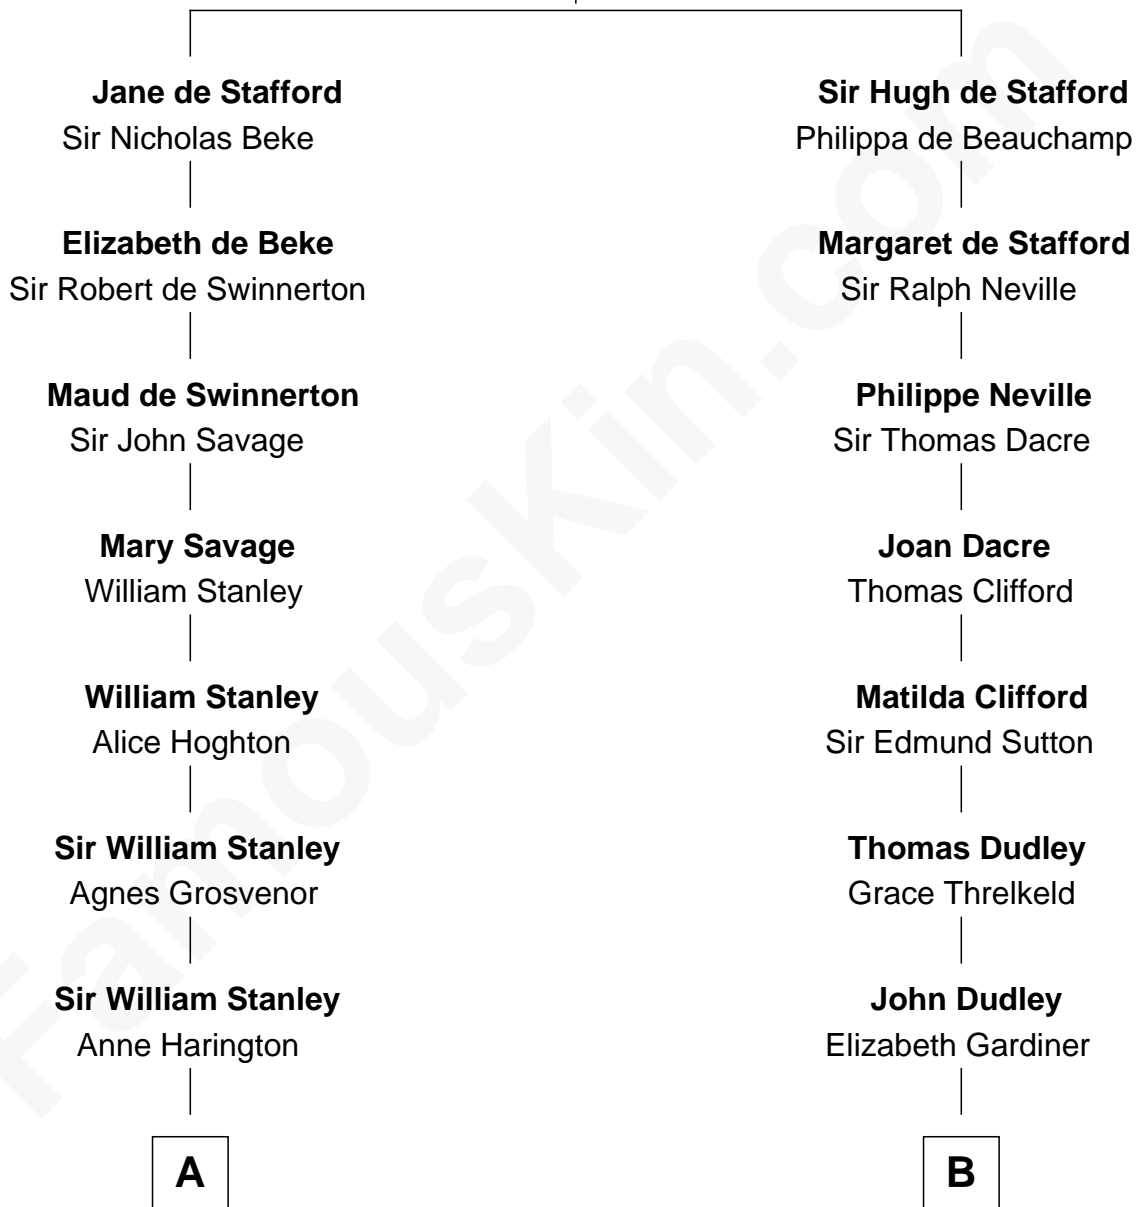 Jane de Stafford
Sir Nicholas Beke
Elizabeth de Beke
Sir Robert de Swinnerton
Maud de Swinnerton
Sir John Savage
Mary Savage
William Stanley
William Stanley
Alice Hoghton
Sir William Stanley
Agnes Grosvenor
Sir William Stanley
Anne Harington
A
Sir Hugh de Stafford
Philippa de Beauchamp
Margaret de Stafford
Sir Ralph Neville
Philippe Neville
Sir Thomas Dacre
Joan Dacre
Thomas Clifford
Matilda Clifford
Sir Edmund Sutton
Thomas Dudley
Grace Threlkeld
John Dudley
Elizabeth Gardiner
B
FamousKin.com